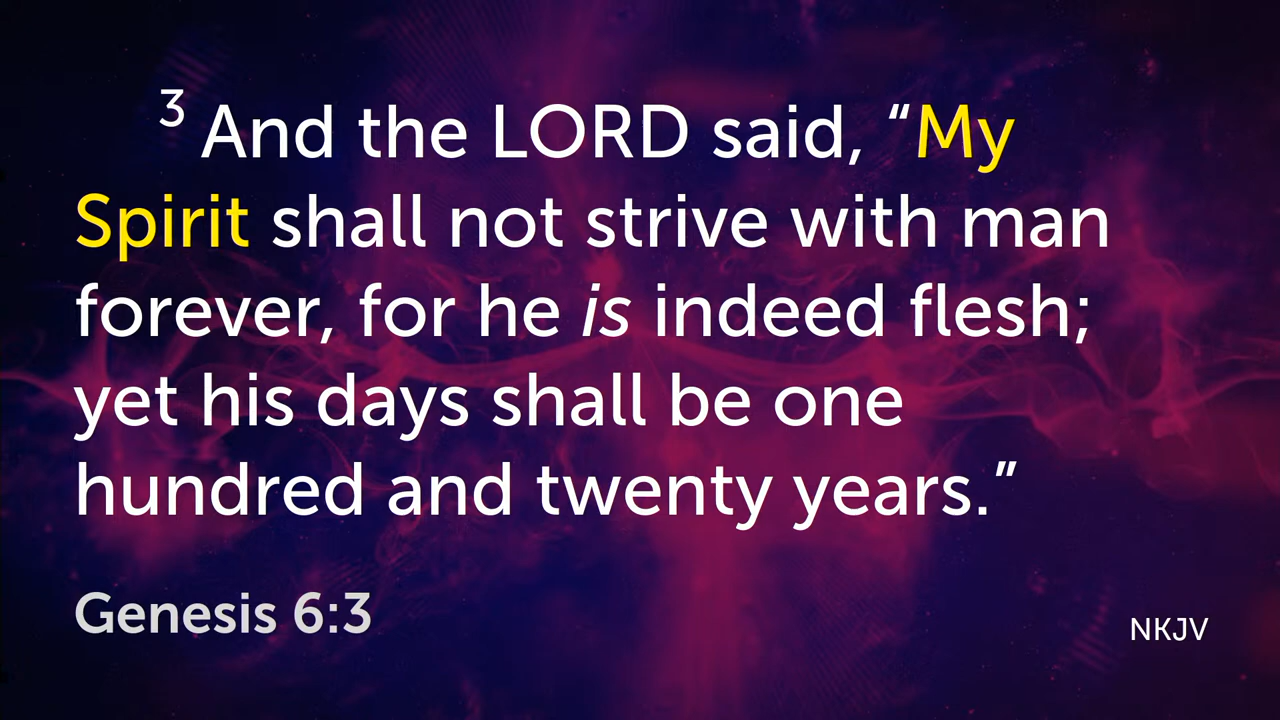 3 And the LORD said, “My
Spirit shall not strive with man
forever, for he is indeed flesh;
yet his days shall be one
hundred and twenty years.”
Genesis 6:3
NKJV